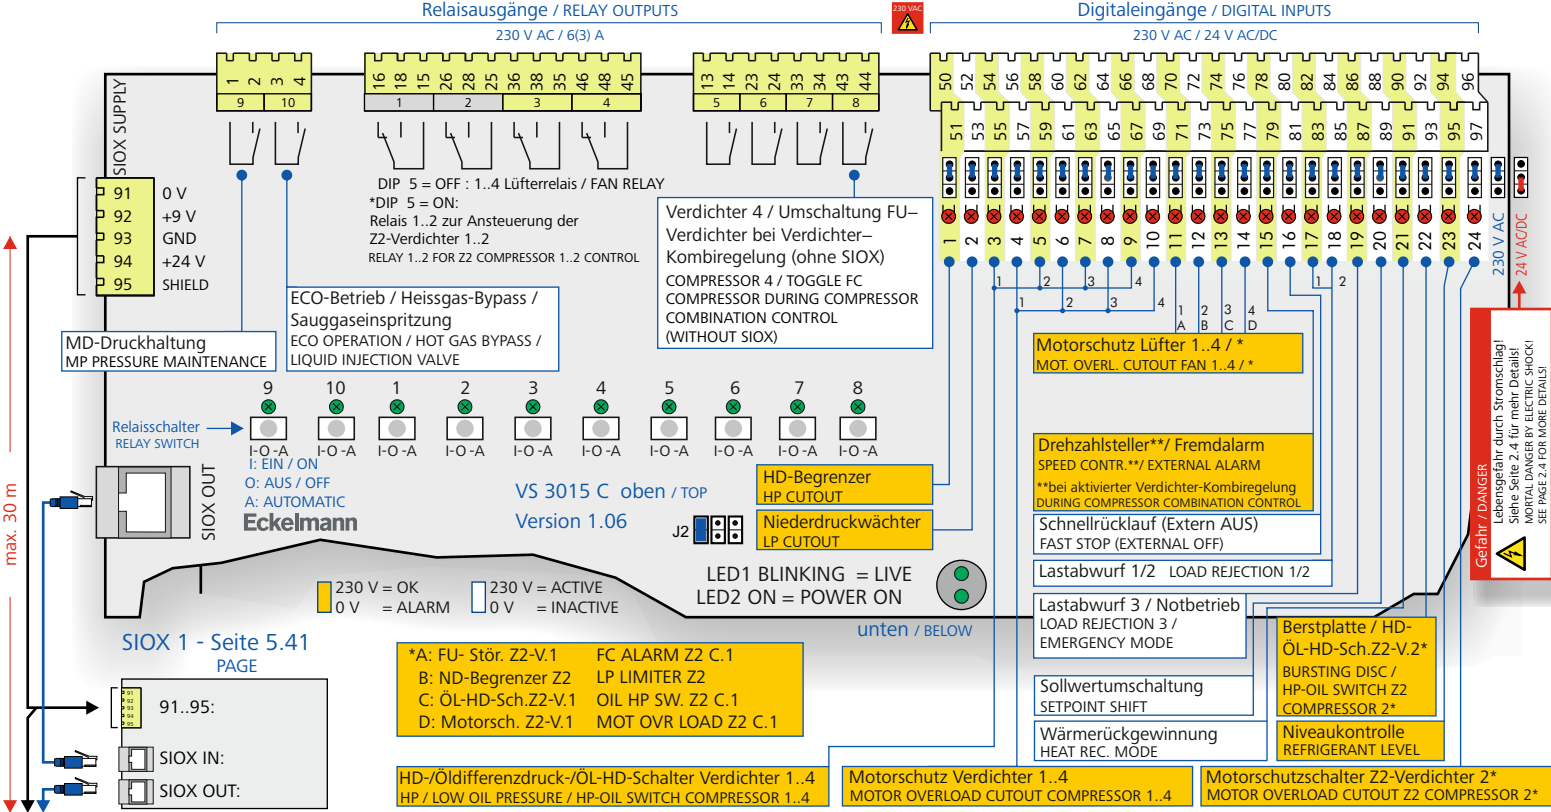 Relaisausgänge / RELAY OUTPUTS
230 V AC / 6(3) A
230 VAC
Digitaleingänge / DIGITAL INPUTS
230 V AC / 24 V AC/DC
1 2 3 4
9 10
16 18 15 26 28 25 36 38 35 46 48 45
1 2 3 4
13 14 23 24 33 34 43 44
5 6 7 8
50 52 54 56 58 60 62 64 66 68 70 72 74 76 78 80 82 84 86 88 90 92 94 96
51 53 55 57 59 61 63 65 67 69 71 73 75 77 79 81 83 85 87 89 91 93 95 97
1 2 3 4 5 6 7 8 9 10 11 12 13 14 15 16 17 18 19 20 21 22 23 24
230 V AC
24 V AC/DC
SIOX SUPPLY
91 0 V
92 +9 V
93 GND
94 +24 V
95 SHIELD
DIP 5 = OFF : 1..4 Lüfterrelais / FAN RELAY
*DIP 5 = ON:
Relais 1..2 zur Ansteuerung der
Z2-Verdichter 1..2
RELAY 1..2 FOR Z2 COMPRESSOR 1..2 CONTROL
Verdichter 4 / Umschaltung FU–
Verdichter bei Verdichter–
Kombiregelung (ohne SIOX)
COMPRESSOR 4 / TOGGLE FC
COMPRESSOR DURING COMPRESSOR
COMBINATION CONTROL
(WITHOUT SIOX)
MD-Druckhaltung
MP PRESSURE MAINTENANCE
ECO-Betrieb / Heissgas-Bypass /
Sauggaseinspritzung
ECO OPERATION / HOT GAS BYPASS /
LIQUID INJECTION VALVE
1 2 3 4
1 2 3 4
1 2 3 4
A B C D
1 2
Motorschutz Lüfter 1..4 / *
MOT. OVERL. CUTOUT FAN 1..4 / *
9 10 1 2 3 4 5 6 7 8
Relaisschalter
RELAY SWITCH
I-O -A I-O -A I-O -A I-O -A I-O -A I-O -A I-O -A I-O -A I-O -A I-O -A
I: EIN / ON
O: AUS / OFF
A: AUTOMATIC
Eckelmann
SIOX OUT
max. 30 m
VS 3015 C oben / TOP
Version 1.06
J2
HD-Begrenzer
HP CUTOUT
Niederdruckwächter
LP CUTOUT
Drehzahlsteller**/ Fremdalarm
SPEED CONTR.**/ EXTERNAL ALARM
**bei aktivierter Verdichter-Kombiregelung
DURING COMPRESSOR COMBINATION CONTROL
Schnellrücklauf (Extern AUS)
FAST STOP (EXTERNAL OFF)
Lastabwurf 1/2 LOAD REJECTION 1/2
Lastabwurf 3 / Notbetrieb
LOAD REJECTION 3 /
EMERGENCY MODE
Sollwertumschaltung
SETPOINT SHIFT
Wärmerückgewinnung
HEAT REC. MODE
Berstplatte / HD-
ÖL-HD-Sch.Z2-V.2*
BURSTING DISC /
HP-OIL SWITCH Z2
COMPRESSOR 2*
Niveaukontrolle
REFRIGERANT LEVEL
Gefahr / DANGER
Lebensgefahr durch Stromschlag!
Siehe Seite 2.4 für mehr Details!
MORTAL DANGER BY ELECTRIC SHOCK!
SEE PAGE 2.4 FOR MORE DETAILS!
230 V = OK
0 V = ALARM
230 V = ACTIVE
0 V = INACTIVE
LED1 BLINKING = LIVE
LED2 ON = POWER ON
unten / BELOW
SIOX 1 - Seite 5.41
PAGE
91
92
93
94
95
91..95:
SIOX IN:
SIOX OUT:
*A: FU- Stör. Z2-V.1 FC ALARM Z2 C.1
B: ND-Begrenzer Z2 LP LIMITER Z2
C: ÖL-HD-Sch.Z2-V.1 OIL HP SW. Z2 C.1
D: Motorsch. Z2-V.1 MOT OVR LOAD Z2 C.1
HD-/Öldifferenzdruck-/ÖL-HD-Schalter Verdichter 1..4
HP / LOW OIL PRESSURE / HP-OIL SWITCH COMPRESSOR 1..4
Motorschutz Verdichter 1..4
MOTOR OVERLOAD CUTOUT COMPRESSOR 1..4
Motorschutzschalter Z2-Verdichter 2*
MOTOR OVERLOAD CUTOUT Z2 COMPRESSOR 2*